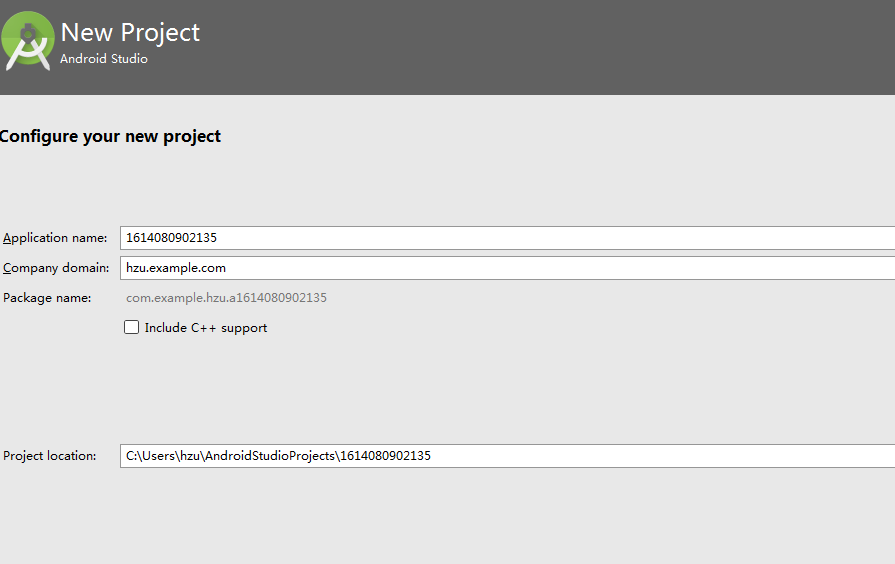 New Project
Android Studio
Configure your new project
Application name: 1614080902135
Company domain: hzu.example.com
Package name: com.example.hzu.a1614080902135
Include C++ support
Project location: C:\Users\hzu\AndroidStudioProjects\1614080902135